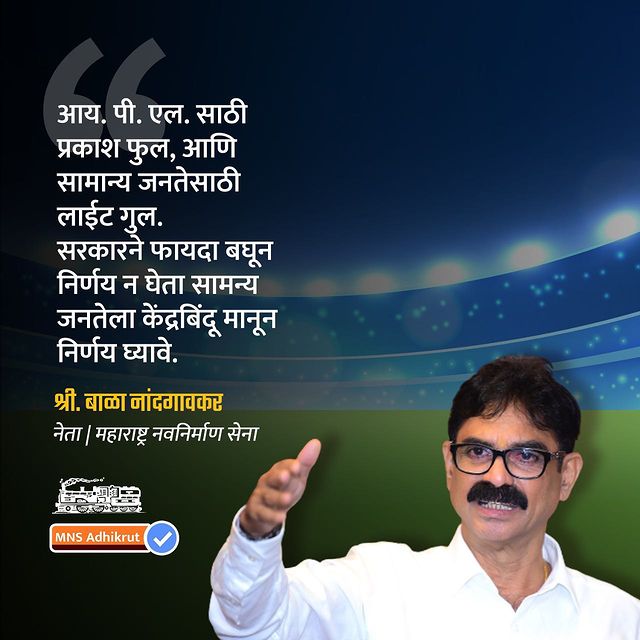 आय. पी. एल. साठी
प्रकाश फुल, आणि
सामान्य जनतेसाठी
लाईट गुल.
सरकारने फायदा बघून
निर्णय न घेता सामन्य
जनतेला केंद्रबिंदू मानून
निर्णय घ्यावे.
श्री. बाळा नांदगावकर
नेता | महाराष्ट्र नवनिर्माण सेना
MNS Adhikrut